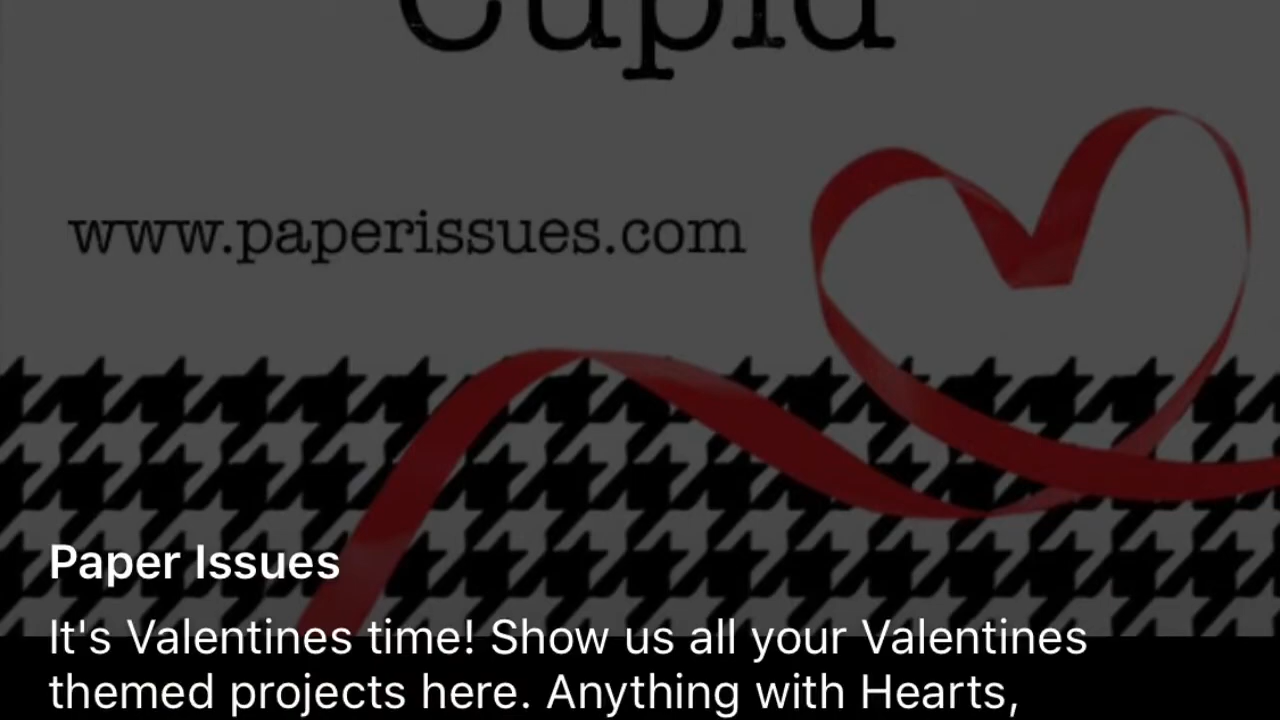 Cupid
www.paperissues.com
Paper Issues
It's Valentines time! Show us all your Valentines
themed projects here. Anything with Hearts,